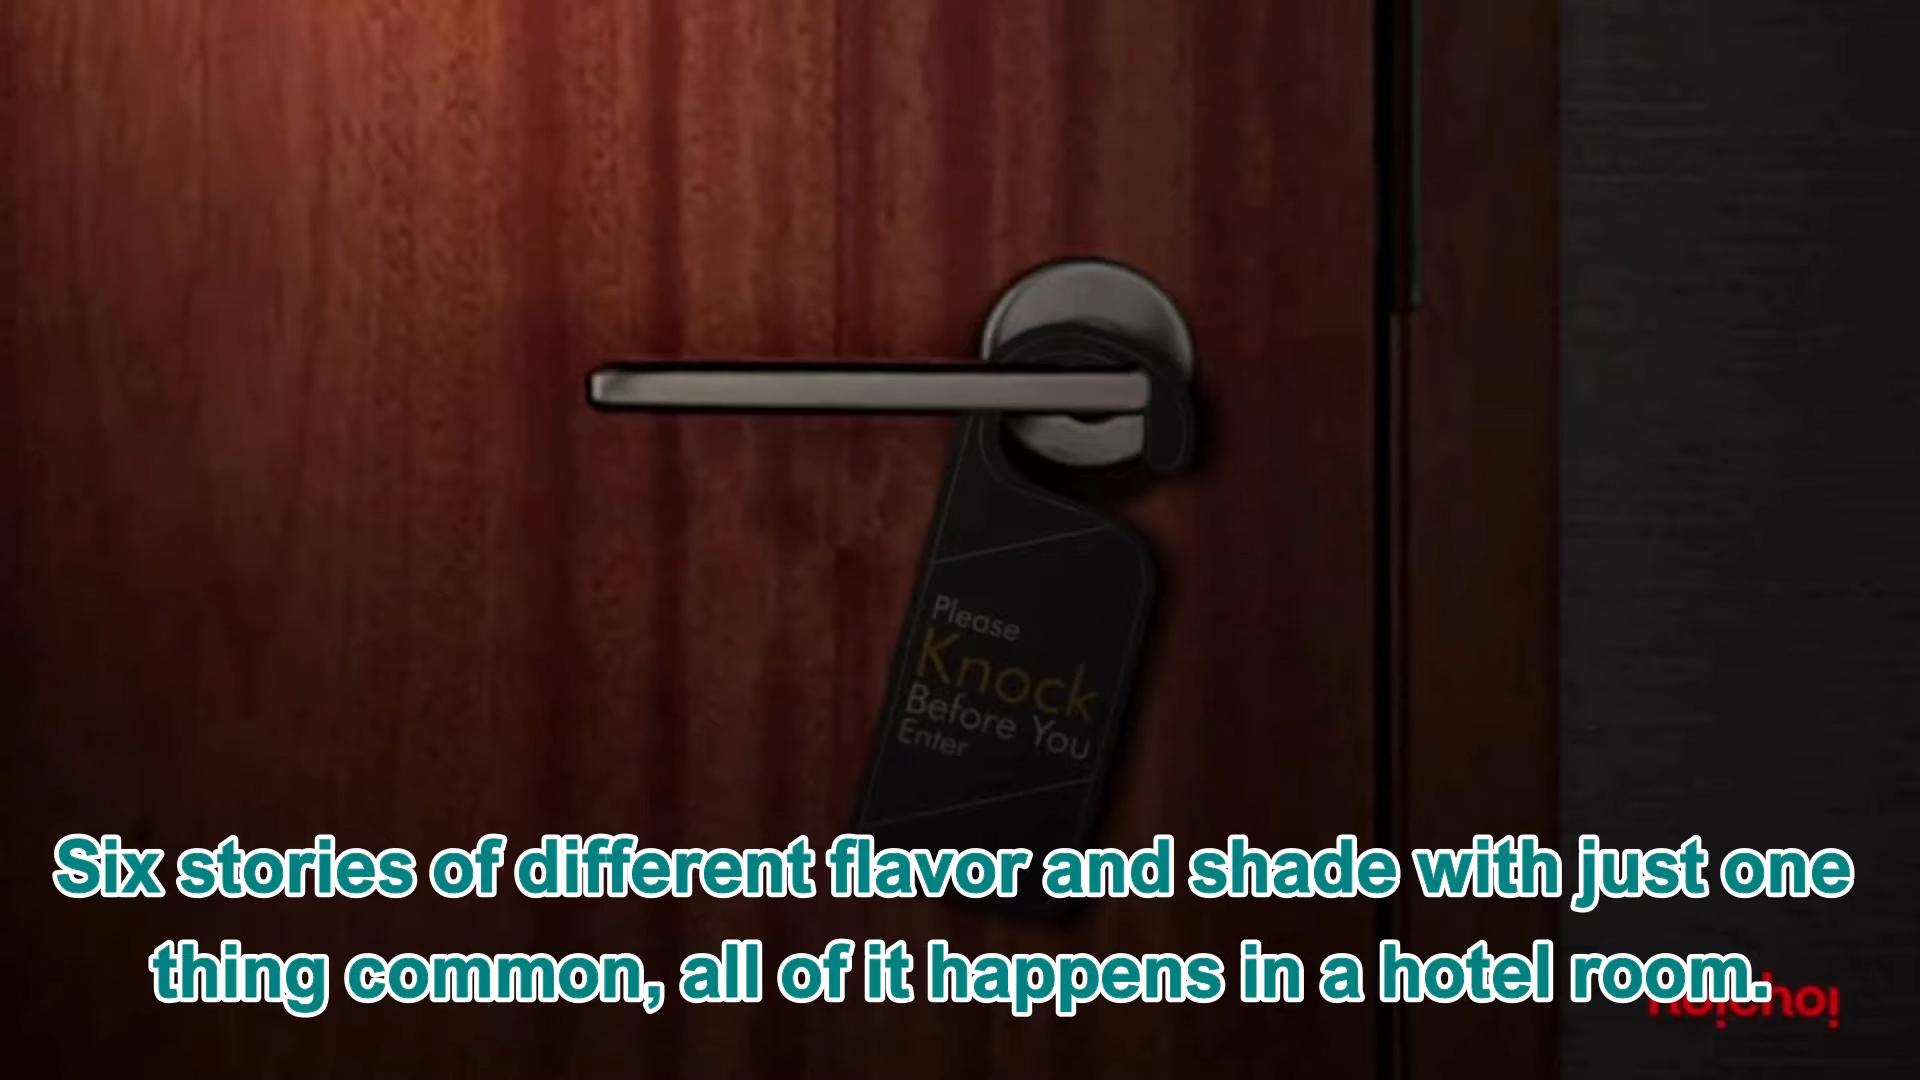 Please
Knock
Before You
Enter
Six stories of different flavor and shade with just one
thing common, all of it happens in a hotel room.
hoichoi